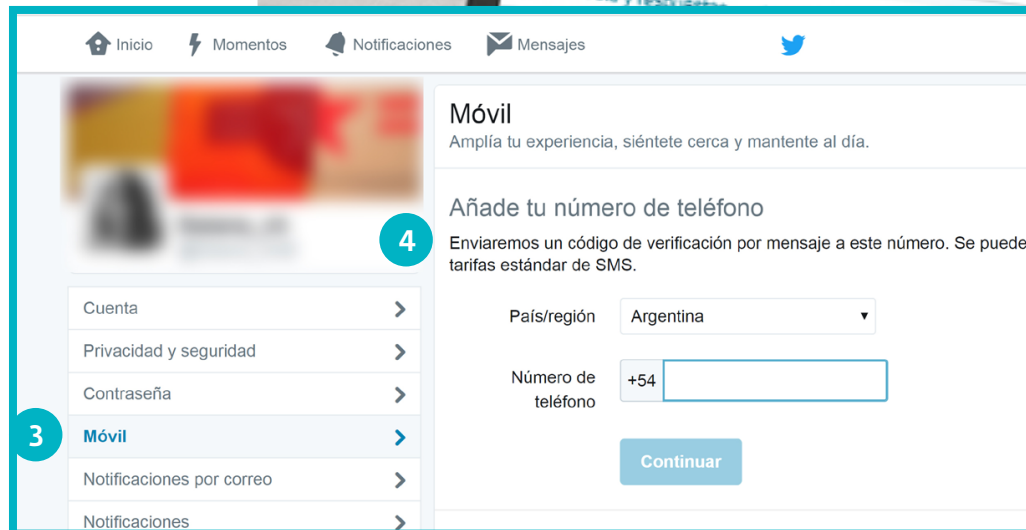 y respuestas
Inicio
Momentos
Notificaciones
Mensajes
Móvil
Amplía tu experiencia, siéntete cerca y mantente al día.
Añade tu número de teléfono
4
Enviaremos un código de verificación por mensaje a este número. Se puede
tarifas estándar de SMS.
Cuenta
Privacidad y seguridad
Contraseña
3
Móvil
Notificaciones por correo
Notificaciones
País/región
Argentina
Número de
teléfono
+54
Continuar